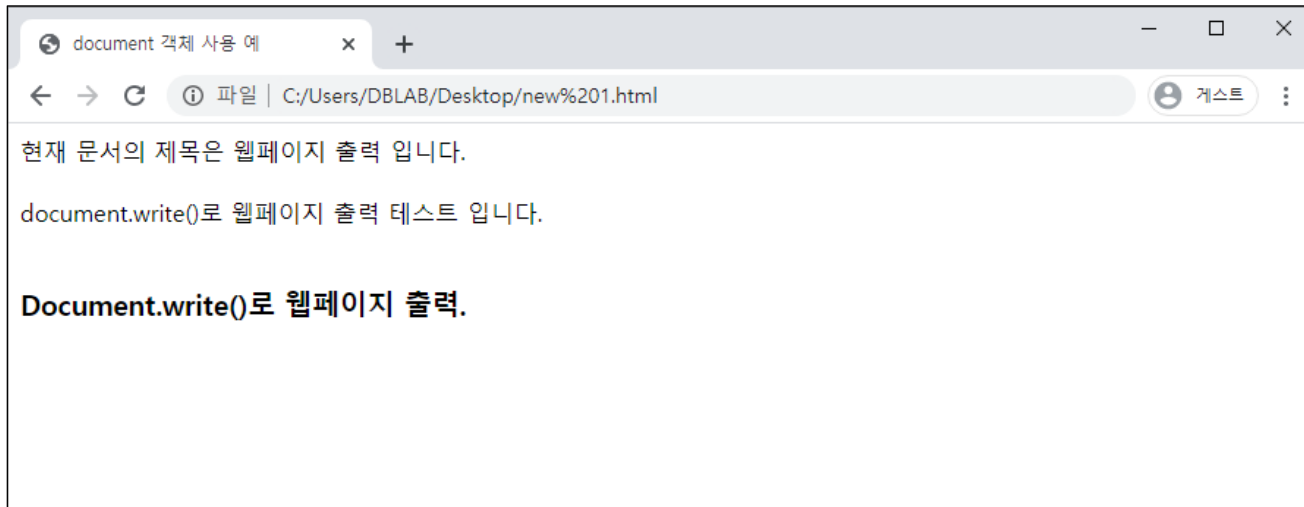 document 객체 사용 예
파일 | C:/Users/DBLAB/Desktop/new%201.html
게스트
현재 문서의 제목은 웹페이지 출력 입니다.
document.write()로 웹페이지 출력 테스트 입니다.
Document.write()로 웹페이지 출력.